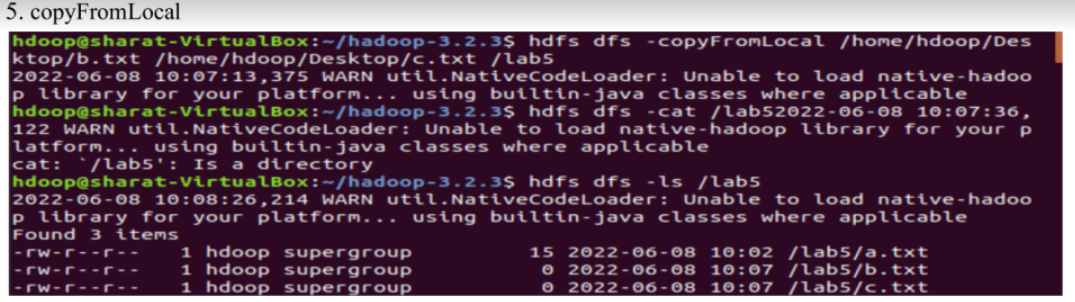 5. copyFromLocal
hdoop@sharat-VirtualBox:~/hadoop-3.2.3$ hdfs dfs -copyFromLocal /home/hdoop/Des
ktop/b.txt /home/hdoop/Desktop/c.txt /lab5
2022-06-08 10:07:13,375 WARN util.NativeCodeLoader: Unable to load native-hadoo
p library for your platform... using builtin-java classes where applicable
hdoop@sharat-VirtualBox:~/hadoop-3.2.3$ hdfs dfs -cat /lab52022-06-08 10:07:36,
122 WARN util.NativeCodeLoader: Unable to load native-hadoop library for your p
latform... using builtin-java classes where applicable
cat: `/lab5': Is a directory
hdoop@sharat-VirtualBox:~/hadoop-3.2.3$ hdfs dfs -ls /lab5
2022-06-08 10:08:26,214 WARN util.NativeCodeLoader: Unable to load native-hadoo
p library for your platform... using builtin-java classes where applicable
Found 3 items
-rw-r--r--   1 hdoop supergroup         15 2022-06-08 10:02 /lab5/a.txt
-rw-r--r--   1 hdoop supergroup          0 2022-06-08 10:07 /lab5/b.txt
-rw-r--r--   1 hdoop supergroup          0 2022-06-08 10:07 /lab5/c.txt